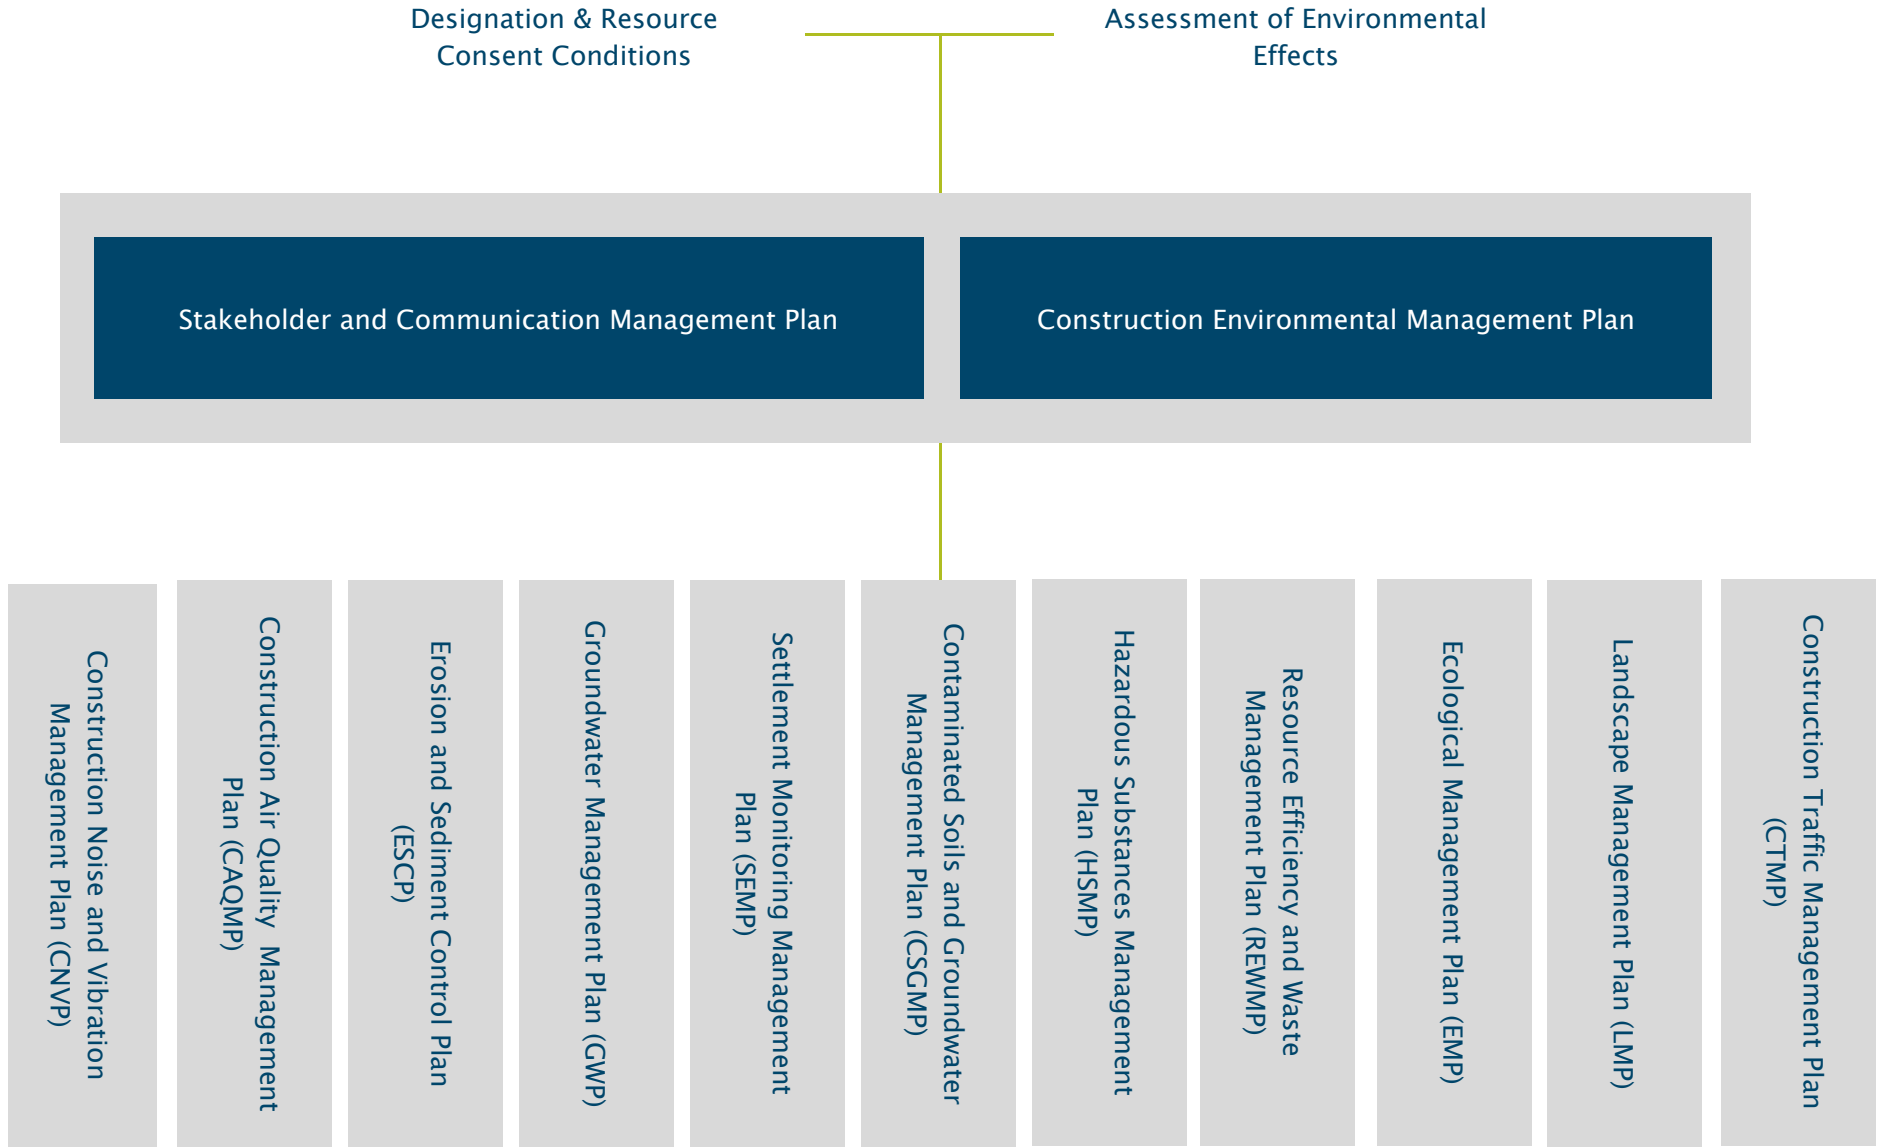 Designation & Resource
Consent Conditions
Assessment of Environmental
Effects
Stakeholder and Communication Management Plan
Construction Environmental Management Plan
Construction Noise and Vibration
Management Plan (CNVP)
Construction Air Quality Management
Plan (CAQMP)
Erosion and Sediment Control Plan
(ESCP)
Groundwater Management Plan (GWP)
Settlement Monitoring Management
Plan (SEMP)
Contaminated Soils and Groundwater
Management Plan (CSGMP)
Hazardous Substances Management
Plan (HSMP)
Resource Efficiency and Waste
Management Plan (REWMP)
Ecological Management Plan (EMP)
Landscape Management Plan (LMP)
Construction Traffic Management Plan
(CTMP)